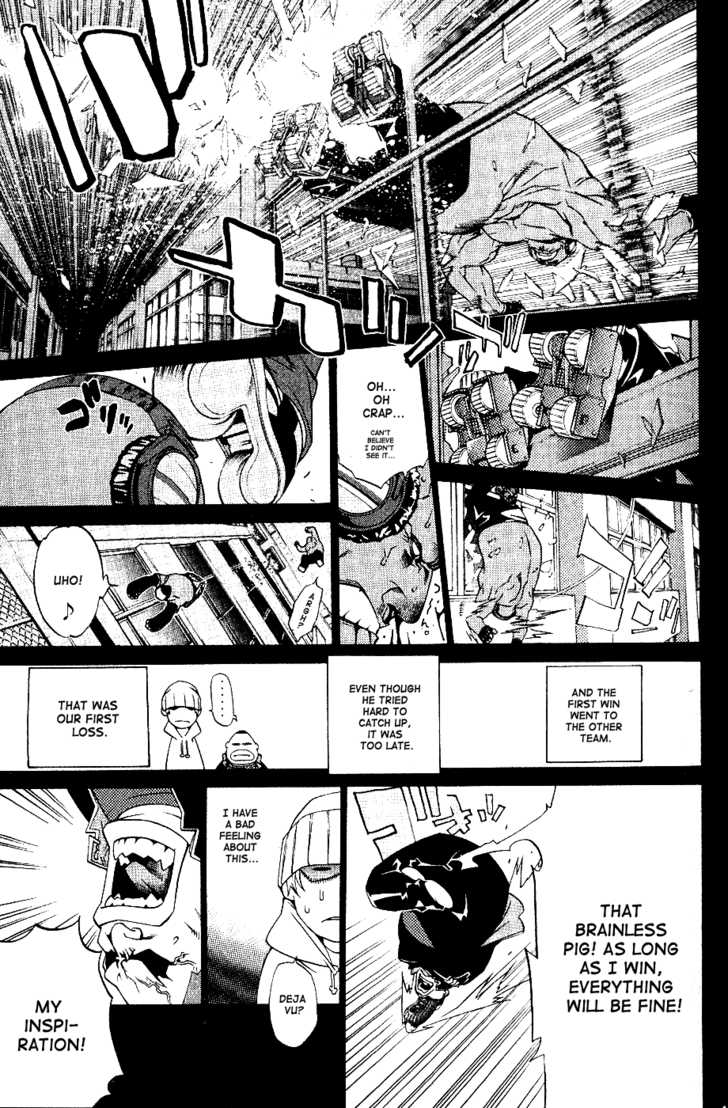 OH...
OH
CRAP...
CAN'T
BELIEVE
I DIDN'T
SEE IT...
ARGH?
UHO!
♪
AND THE
FIRST WIN
WENT TO
THE OTHER
TEAM.
EVEN THOUGH
HE TRIED
HARD TO
CATCH UP,
IT WAS
TOO LATE.
THAT WAS
OUR FIRST
LOSS.
THAT
BRAINLESS
PIG! AS LONG
AS I WIN,
EVERYTHING
WILL BE FINE!
I HAVE
A BAD
FEELING
ABOUT
THIS...
DEJA
VU?
MY
INSPI-
RATION!